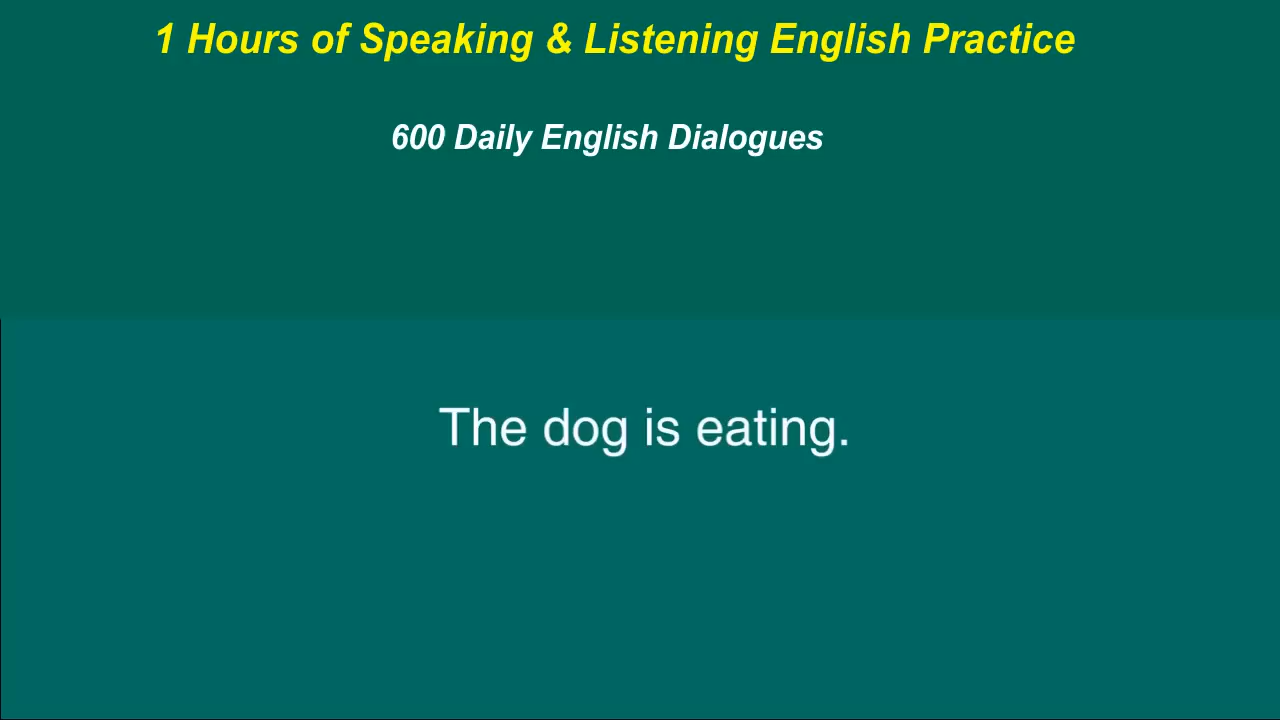 1 Hours of Speaking & Listening English Practice
600 Daily English Dialogues
The dog is eating.